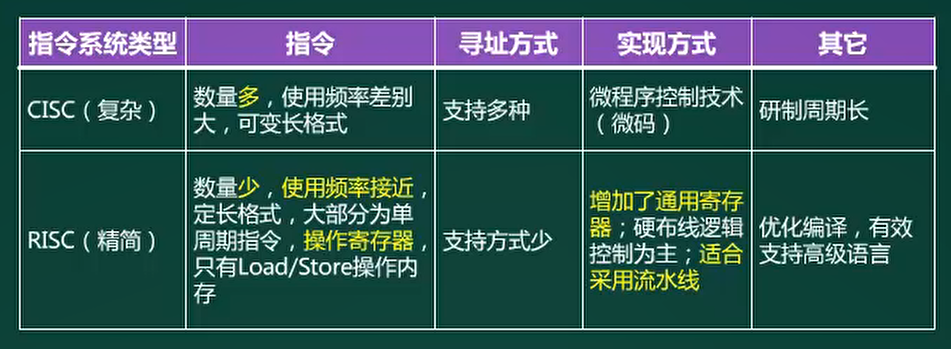 指令系统类型
指令
寻址方式
实现方式
其它
CISC（复杂）
数量多，使用频率差别
大，可变长格式
支持多种
微程序控制技术
（微码）
研制周期长
RISC（精简）
数量少，使用频率接近，
定长格式，大部分为单
周期指令，操作寄存器，
只有Load/Store操作内
存
支持方式少
增加了通用寄存
器；硬布线逻辑
控制为主；适合
采用流水线
优化编译，有效
支持高级语言